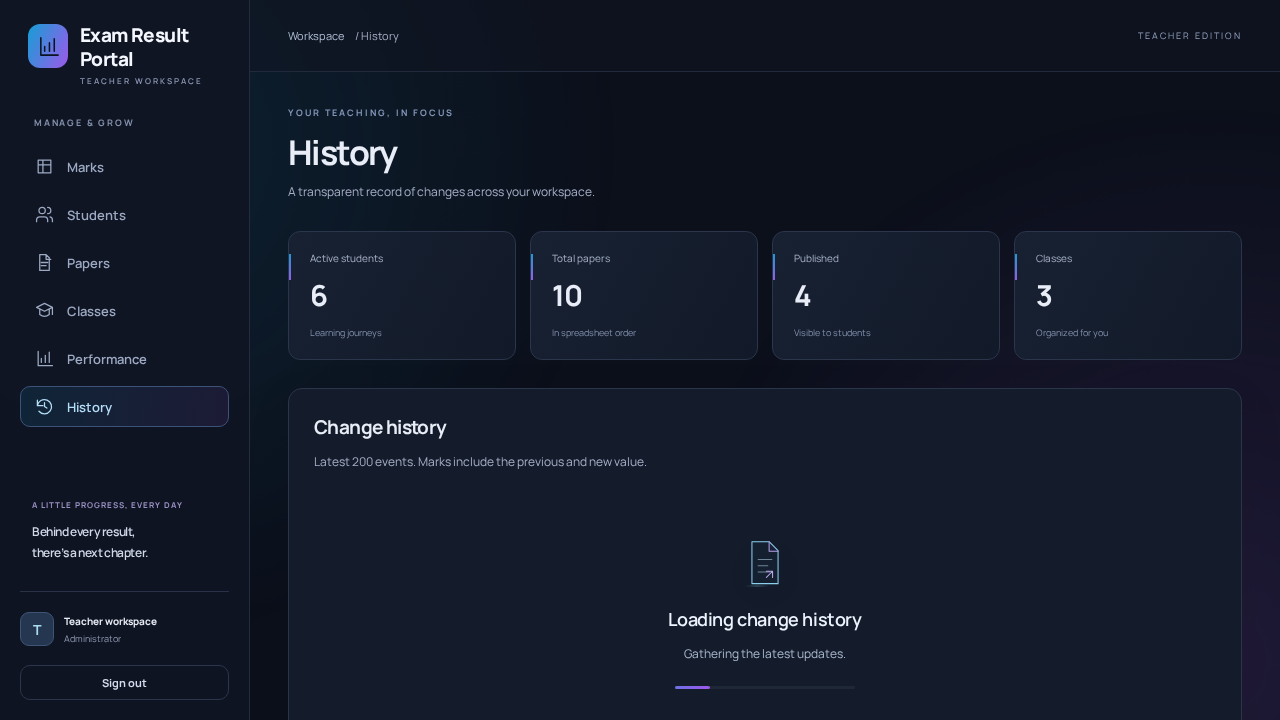 Exam Result
Portal
TEACHER WORKSPACE
MANAGE & GROW
Marks
Students
Papers
Classes
Performance
History
A LITTLE PROGRESS, EVERY DAY
Behind every result,
there's a next chapter.
T
Teacher workspace
Administrator
Sign out
Workspace / History
TEACHER EDITION
YOUR TEACHING, IN FOCUS
History
A transparent record of changes across your workspace.
Active students
6
Learning journeys
Total papers
10
In spreadsheet order
Published
4
Visible to students
Classes
3
Organized for you
Change history
Latest 200 events. Marks include the previous and new value.
Loading change history
Gathering the latest updates.